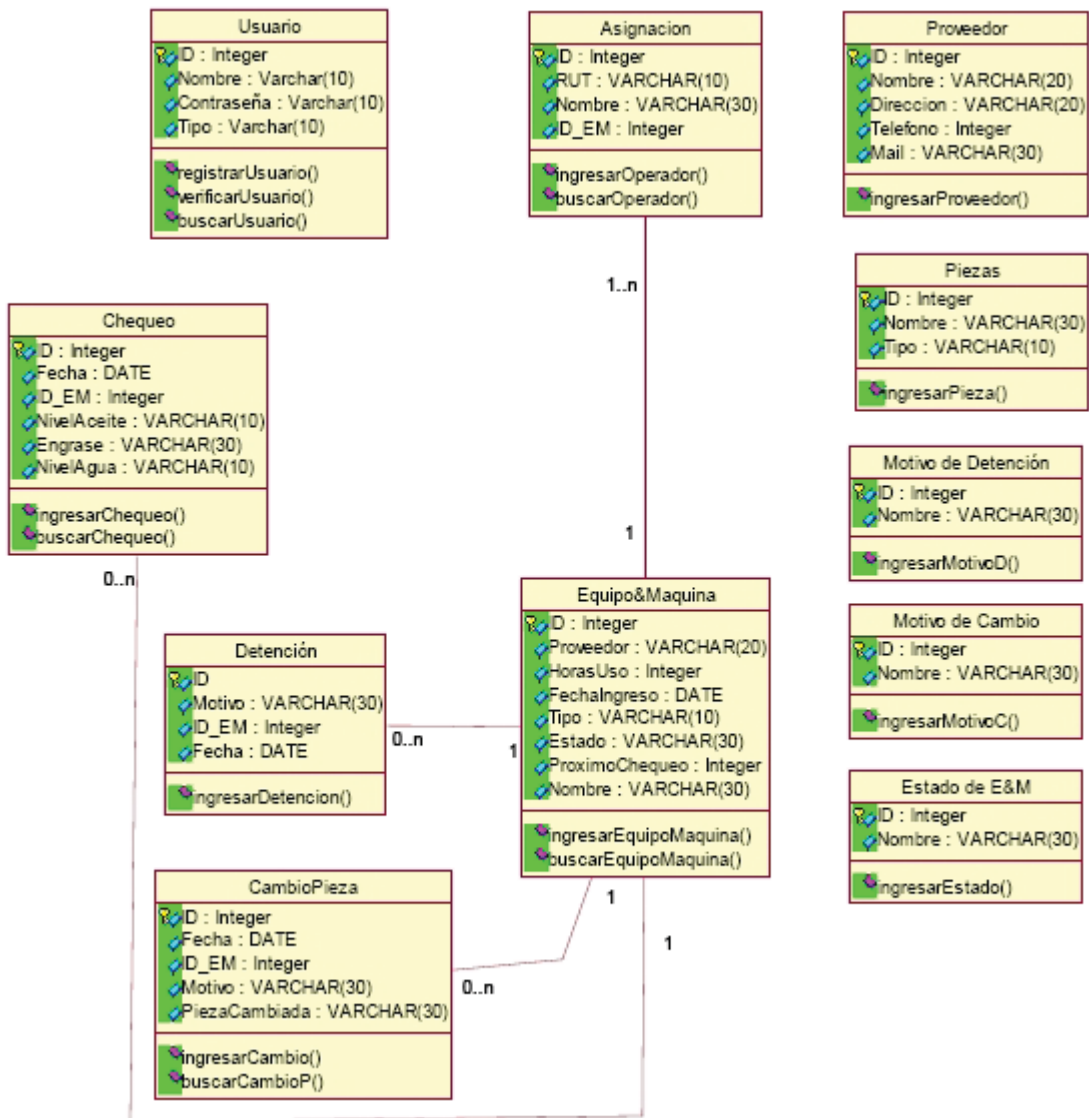 Usuario
ID : Integer
Nombre : Varchar(10)
Contraseña : Varchar(10)
Tipo : Varchar(10)
registrarUsuario()
verificarUsuario()
buscarUsuario()
Asignacion
ID : Integer
RUT : VARCHAR(10)
Nombre : VARCHAR(30)
ID_EM : Integer
ingresarOperador()
buscarOperador()
Proveedor
ID : Integer
Nombre : VARCHAR(20)
Direccion : VARCHAR(20)
Telefono : Integer
Mail : VARCHAR(30)
ingresarProveedor()
1..n
1
Piezas
ID : Integer
Nombre : VARCHAR(30)
Tipo : VARCHAR(10)
ingresarPieza()
Chequeo
ID : Integer
Fecha : DATE
ID_EM : Integer
NivelAceite : VARCHAR(10)
Engrase : VARCHAR(30)
NivelAgua : VARCHAR(10)
ingresarChequeo()
buscarChequeo()
0..n
Motivo de Detención
ID : Integer
Nombre : VARCHAR(30)
ingresarMotivoD()
Equipo&Maquina
ID : Integer
Proveedor : VARCHAR(20)
HorasUso : Integer
FechaIngreso : DATE
Tipo : VARCHAR(10)
Estado : VARCHAR(30)
ProximoChequeo : Integer
Nombre : VARCHAR(30)
ingresarEquipoMaquina()
buscarEquipoMaquina()
Motivo de Cambio
ID : Integer
Nombre : VARCHAR(30)
ingresarMotivoC()
Detención
ID
Motivo : VARCHAR(30)
ID_EM : Integer
Fecha : DATE
ingresarDetencion()
0..n
1
Estado de E&M
ID : Integer
Nombre : VARCHAR(30)
ingresarEstado()
CambioPieza
ID : Integer
Fecha : DATE
ID_EM : Integer
Motivo : VARCHAR(30)
PiezaCambiada : VARCHAR(30)
ingresarCambio()
buscarCambioP()
1
0..n
1